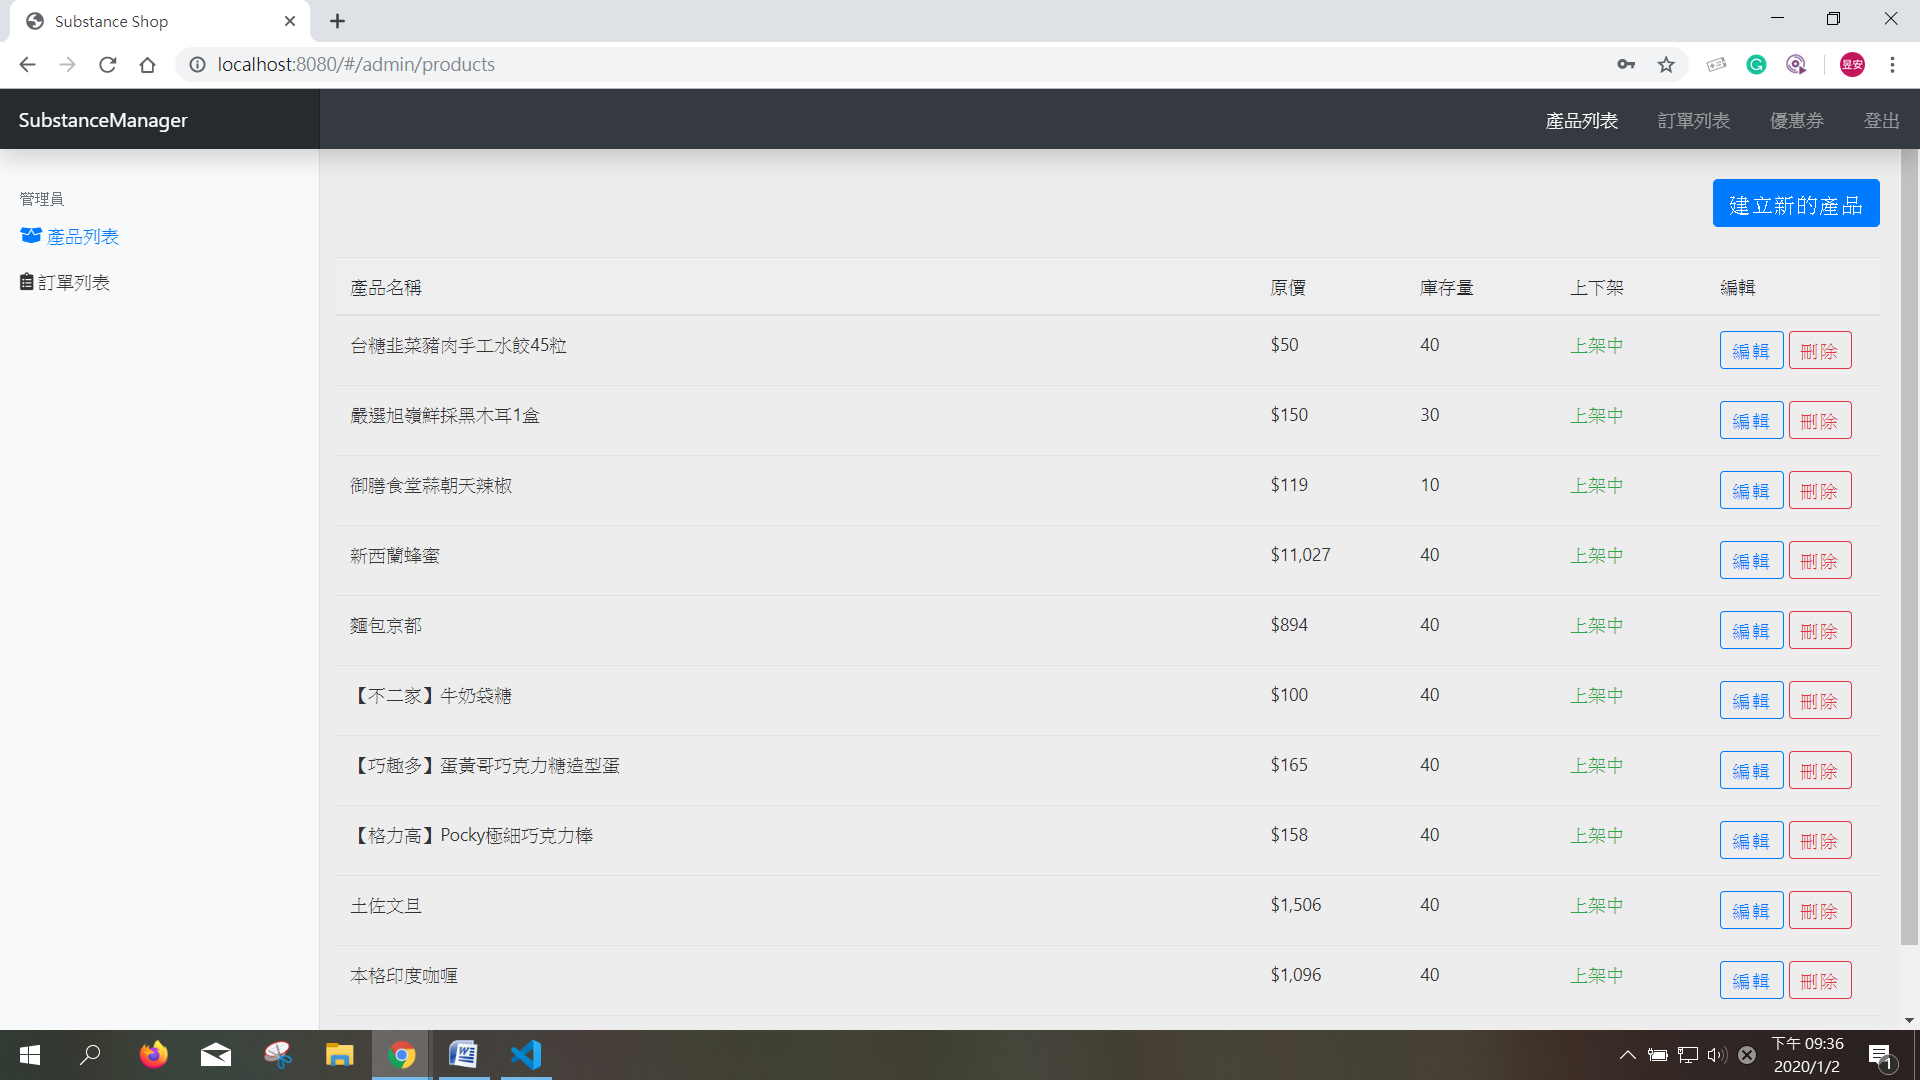 Substance Shop
localhost:8080/#/admin/products
昱安
SubstanceManager
產品列表 訂單列表 優惠券 登出
管理員
產品列表
訂單列表
建立新的產品
產品名稱 原價 庫存量 上下架 編輯
台糖韭菜豬肉手工水餃45粒 $50 40 上架中 編輯 刪除
嚴選旭嶺鮮採黑木耳1盒 $150 30 上架中 編輯 刪除
御膳食堂蒜朝天辣椒 $119 10 上架中 編輯 刪除
新西蘭蜂蜜 $11,027 40 上架中 編輯 刪除
麵包京都 $894 40 上架中 編輯 刪除
【不二家】牛奶袋糖 $100 40 上架中 編輯 刪除
【巧趣多】蛋黃哥巧克力糖造型蛋 $165 40 上架中 編輯 刪除
【格力高】Pocky極細巧克力棒 $158 40 上架中 編輯 刪除
土佐文旦 $1,506 40 上架中 編輯 刪除
本格印度咖喱 $1,096 40 上架中 編輯 刪除
下午 09:36
2020/1/2
1